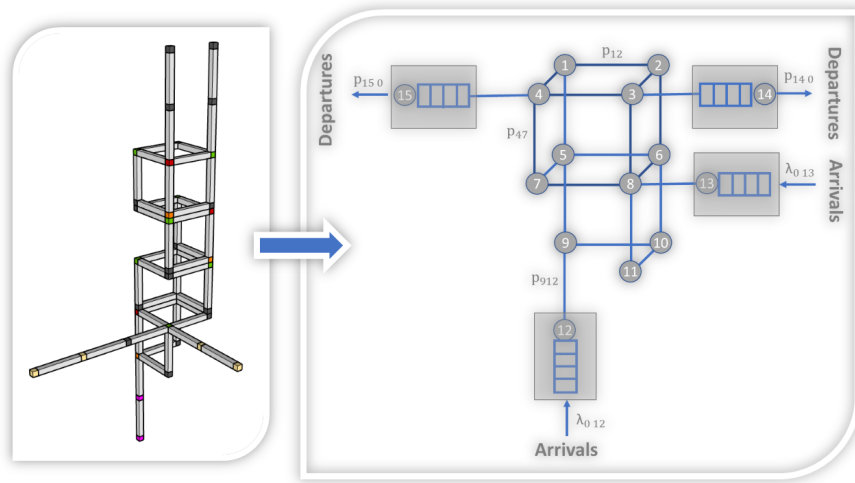 Departures
p15 0
15
1
p12
2
4
3
14
p14 0
Departures
p47
5
6
7
8
13
λ0 13
Arrivals
9
10
11
p912
12
λ0 12
Arrivals